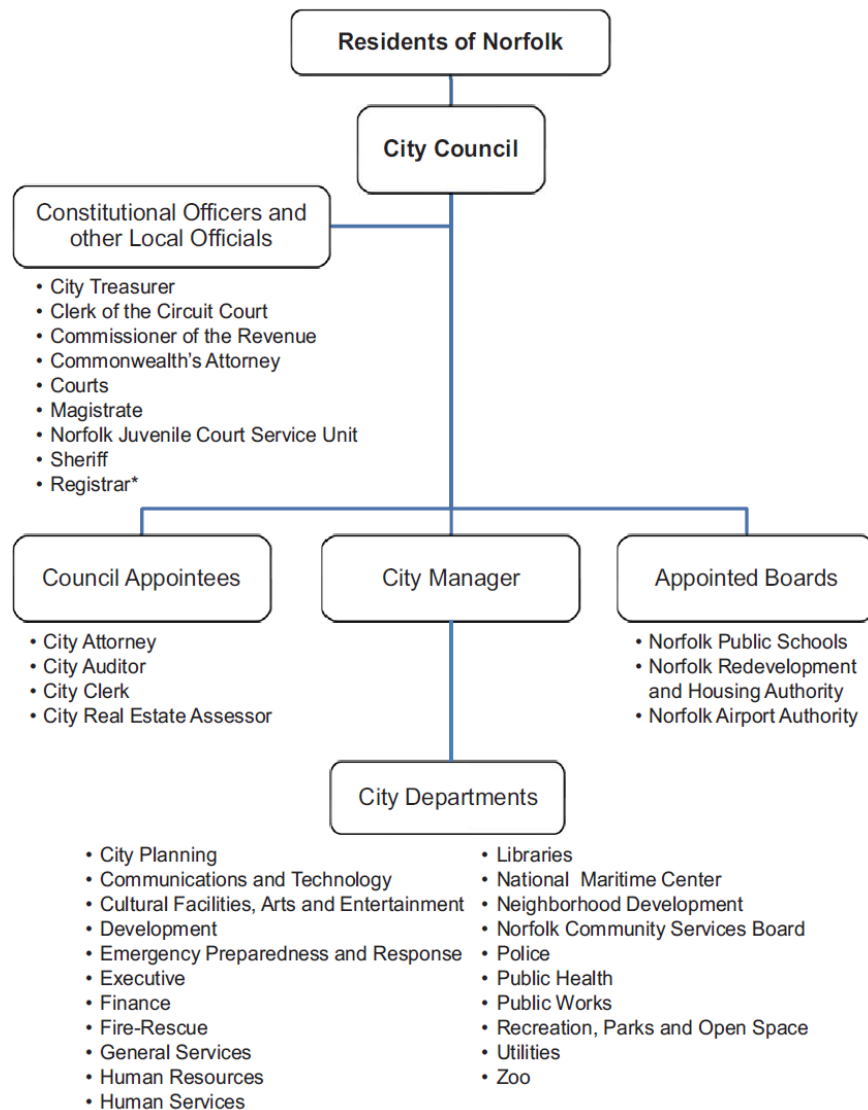 Residents of Norfolk
City Council
Constitutional Officers and
other Local Officials
• City Treasurer
• Clerk of the Circuit Court
• Commissioner of the Revenue
• Commonwealth's Attorney
• Courts
• Magistrate
• Norfolk Juvenile Court Service Unit
• Sheriff
• Registrar*
Council Appointees
• City Attorney
• City Auditor
• City Clerk
• City Real Estate Assessor
City Manager
Appointed Boards
• Norfolk Public Schools
• Norfolk Redevelopment
and Housing Authority
• Norfolk Airport Authority
City Departments
• City Planning
• Communications and Technology
• Cultural Facilities, Arts and Entertainment
• Development
• Emergency Preparedness and Response
• Executive
• Finance
• Fire-Rescue
• General Services
• Human Resources
• Human Services
• Libraries
• National Maritime Center
• Neighborhood Development
• Norfolk Community Services Board
• Police
• Public Health
• Public Works
• Recreation, Parks and Open Space
• Utilities
• Zoo